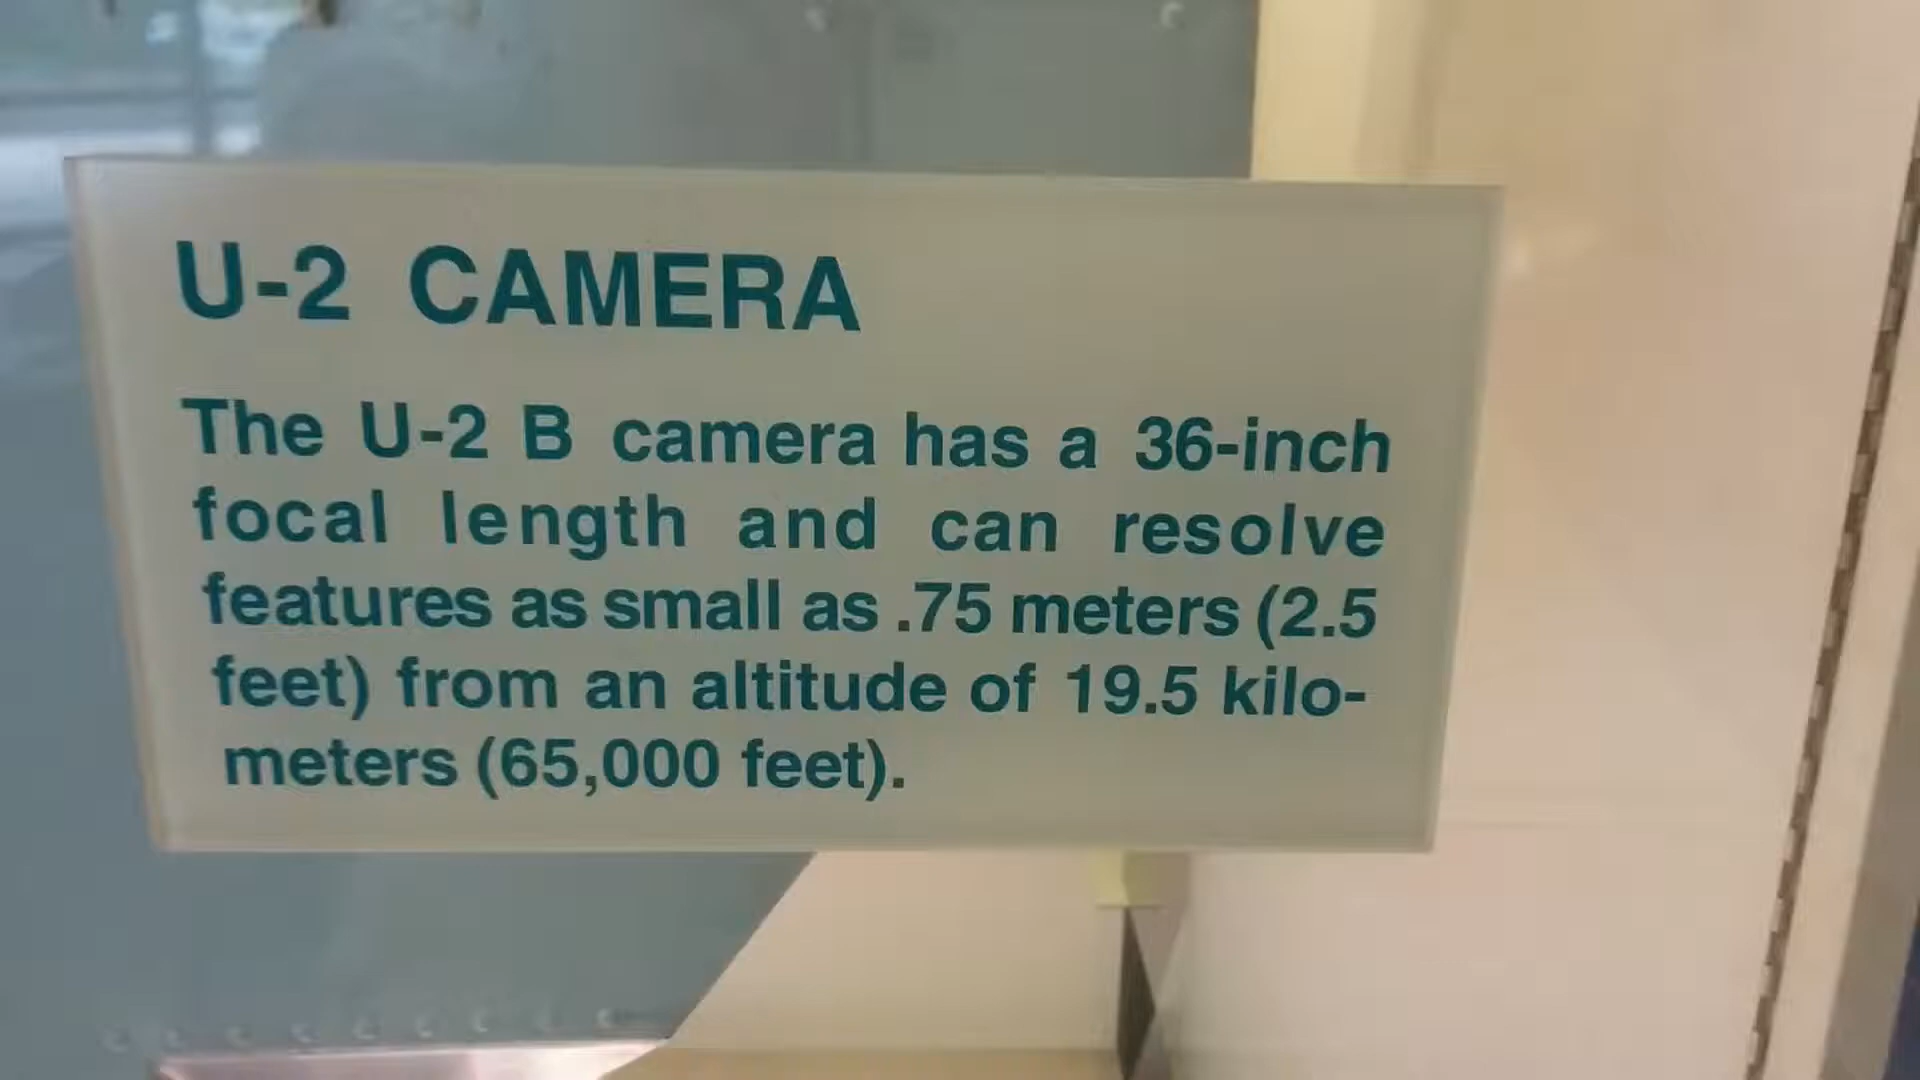 U-2 CAMERA
The U-2 B camera has a 36-inch
focal length and can resolve
features as small as .75 meters (2.5
feet) from an altitude of 19.5 kilo-
meters (65,000 feet).